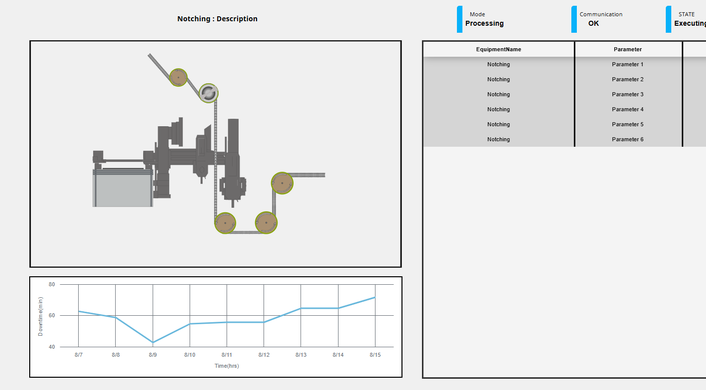 Notching : Description
Mode
Processing
Communication
OK
STATE
Executing
EquipmentName Parameter
Notching Parameter 1
Notching Parameter 2
Notching Parameter 3
Notching Parameter 4
Notching Parameter 5
Notching Parameter 6
80
60
40
Downtime(min)
8/7 8/8 8/9 8/10 8/11 8/12 8/13 8/14 8/15
Time(hrs)